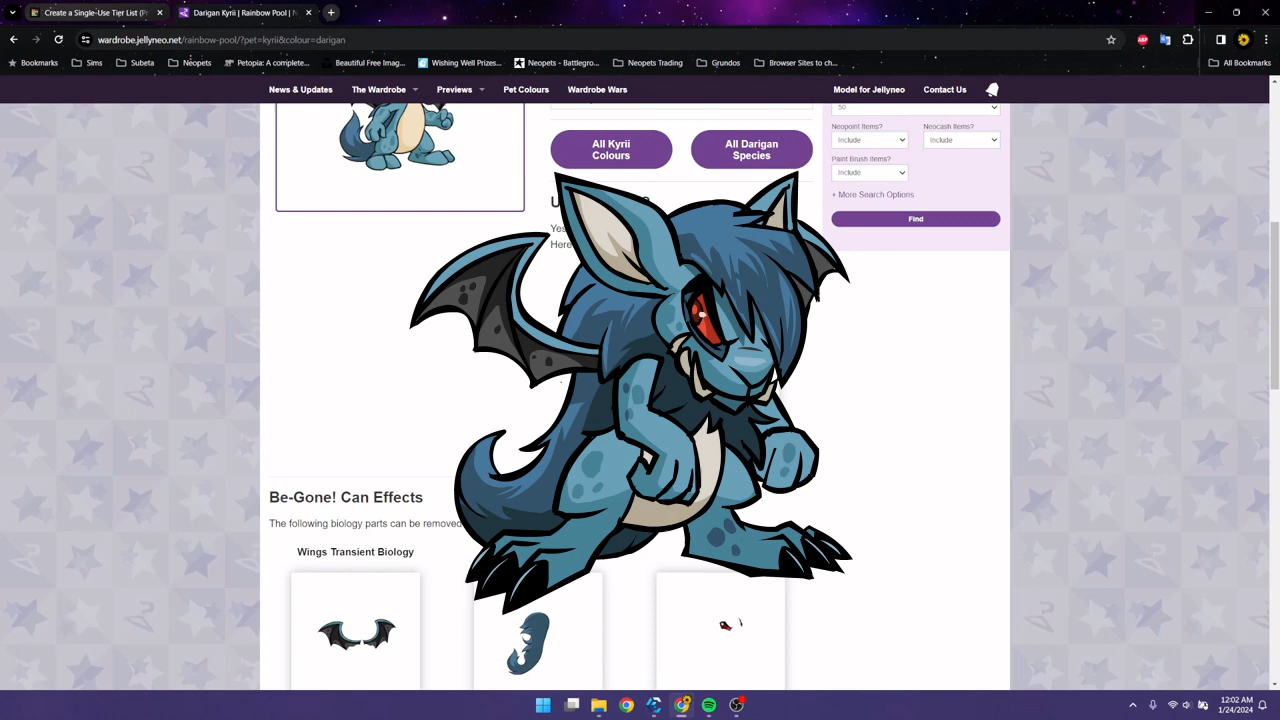 Create a Single-Use Tier List (P
Darigan Kyrii | Rainbow Pool | N
wardrobe.jellyneo.net/rainbow-pool/?pet=kyrii&colour=darigan
ABP
Bookmarks
Sims
Subeta
Neopets
Petopia: A complete...
Beautiful Free Imag...
Wishing Well Prizes...
Neopets - Battlegro...
Neopets Trading
Grundos
Browser Sites to ch...
All Bookmarks
News & Updates
The Wardrobe
Previews
Pet Colours
Wardrobe Wars
Model for Jellyneo
Contact Us
50
Neopoint Items?
Neocash Items?
Include
Include
Paint Brush Items?
Include
+ More Search Options
Find
All Kyrii
Colours
All Darigan
Species
U
?
Yes
Here
Be-Gone! Can Effects
The following biology parts can be removed
Wings Transient Biology
12:02 AM
1/24/2024